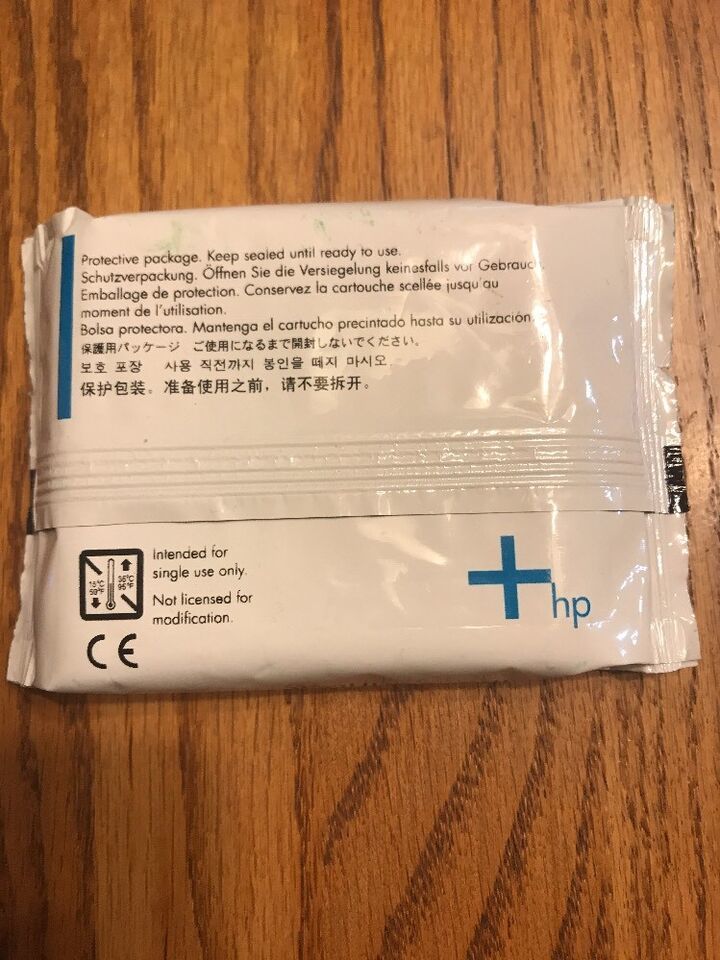 Protective package. Keep sealed until ready to use.
Schutzverpackung. Öffnen Sie die Versiegelung keinesfalls vor Gebrauch.
Emballage de protection. Conservez la cartouche scellée jusqu'au
moment de l'utilisation.
Bolsa protectora. Mantenga el cartucho precintado hasta su utilización.
保護用パッケージ ご使用になるまで開封しないでください。
보호 포장 사용 직전까지 봉인을 떼지 마시오.
保护包装。准备使用之前，请不要拆开。
15°C
59°F
35°C
95°F
Intended for
single use only.
Not licensed for
modification.
CE
+hp